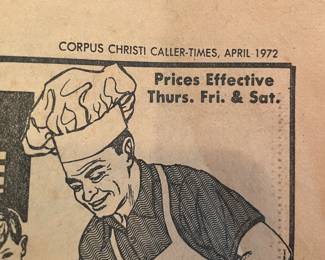 CORPUS CHRISTI CALLER-TIMES, APRIL 1972
Prices Effective
Thurs. Fri. & Sat.